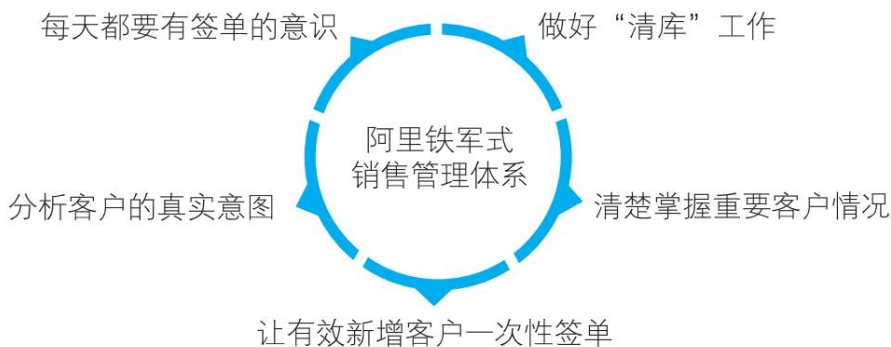 每天都要有签单的意识
做好“清库”工作
阿里铁军式
销售管理体系
分析客户的真实意图
清楚掌握重要客户情况
让有效新增客户一次性签单